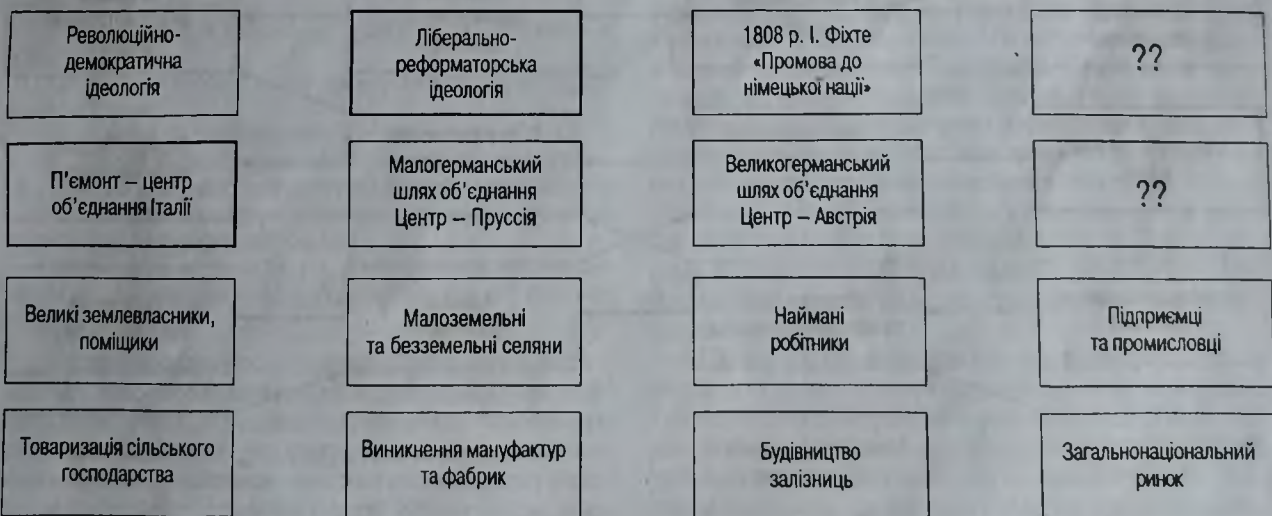 Революційно-
демократична
ідеологія
Ліберально-
реформаторська
ідеологія
1808 р. І. Фіхте
«Промова до
німецької нації»
??
П'ємонт – центр
об'єднання Італії
Малогерманський
шлях об'єднання
Центр – Пруссія
Великогерманський
шлях об'єднання
Центр – Австрія
??
Великі землевласники,
поміщики
Малоземельні
та безземельні селяни
Наймані
робітники
Підприємці
та промисловці
Товаризація сільського
господарства
Виникнення мануфактур
та фабрик
Будівництво
залізниць
Загальнонаціональний
ринок